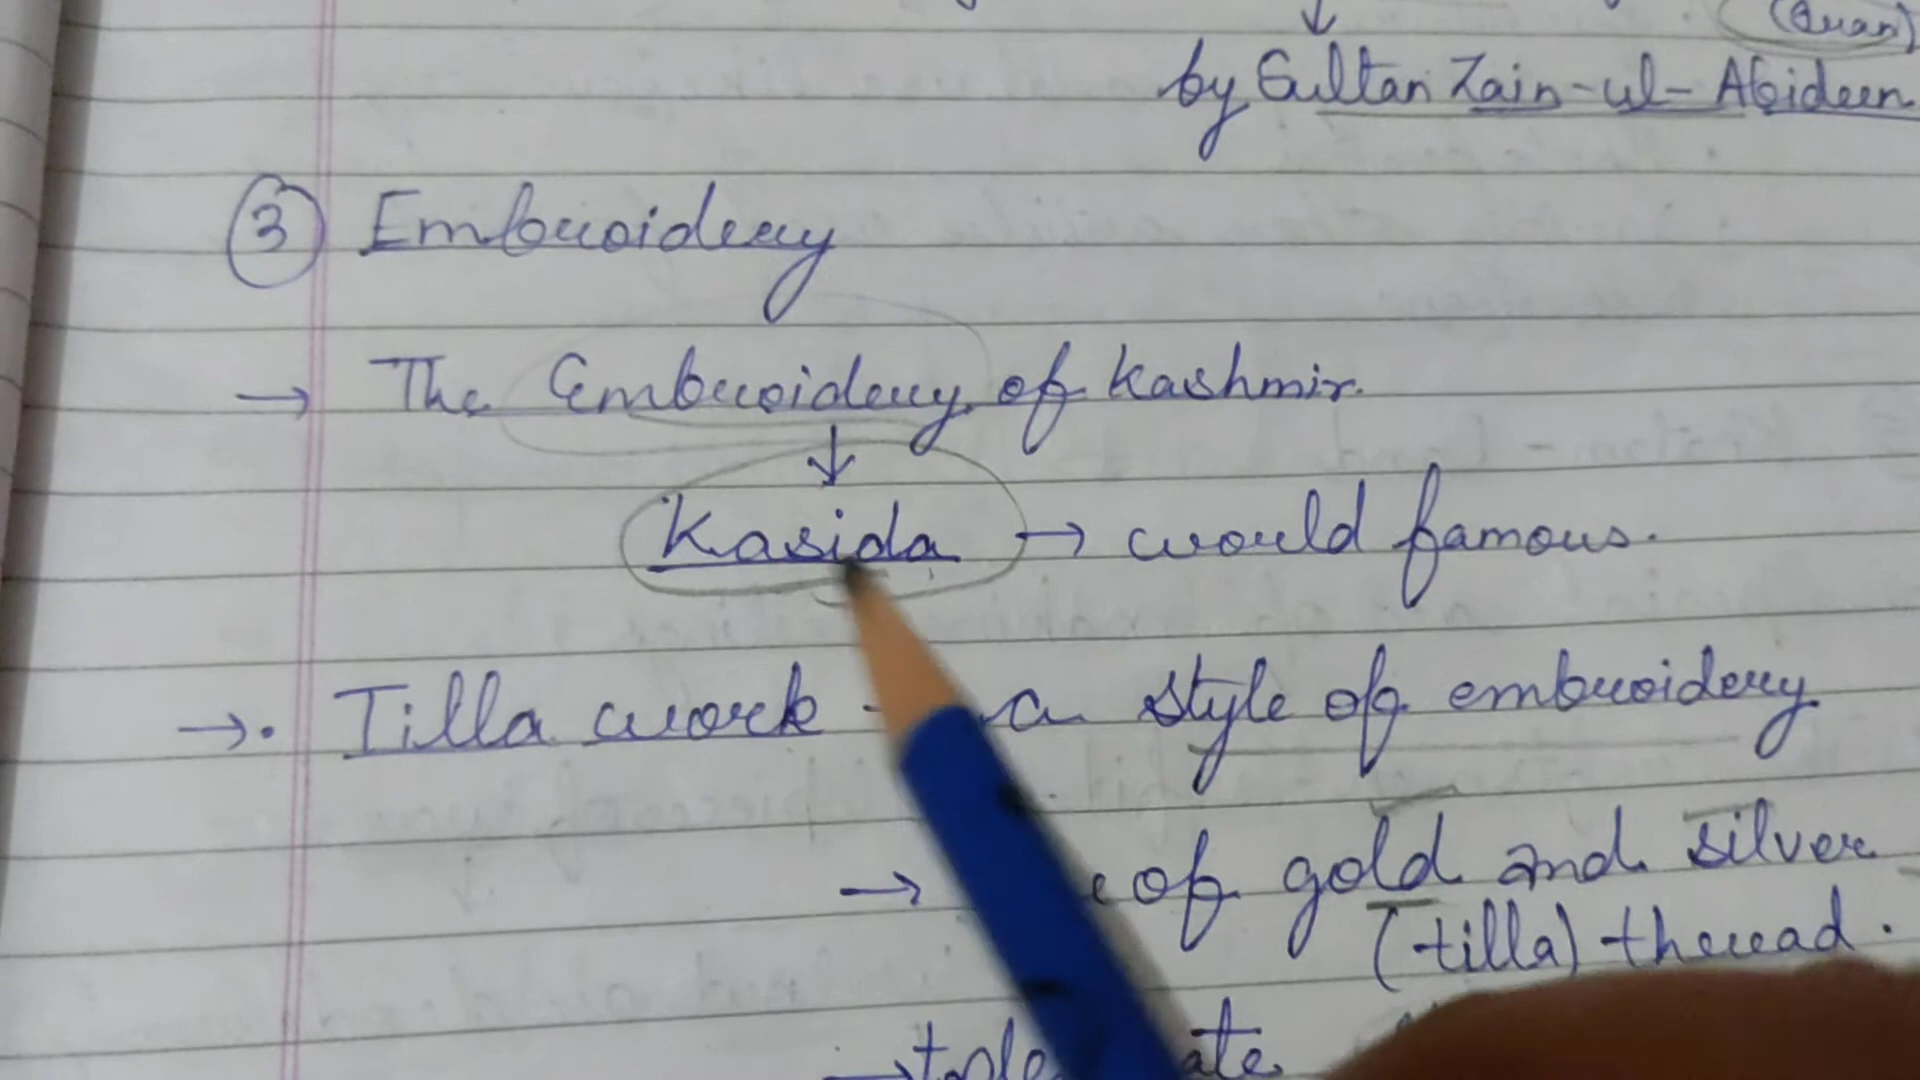 (Quran)
by Sultan Zain-ul-Abideen
③ Embroidery
→ The Embroidery of Kashmir.
↓
Kasida → world famous.
→. Tilla work - a style of embroidery
→ of gold and silver
(tilla) thread.
→